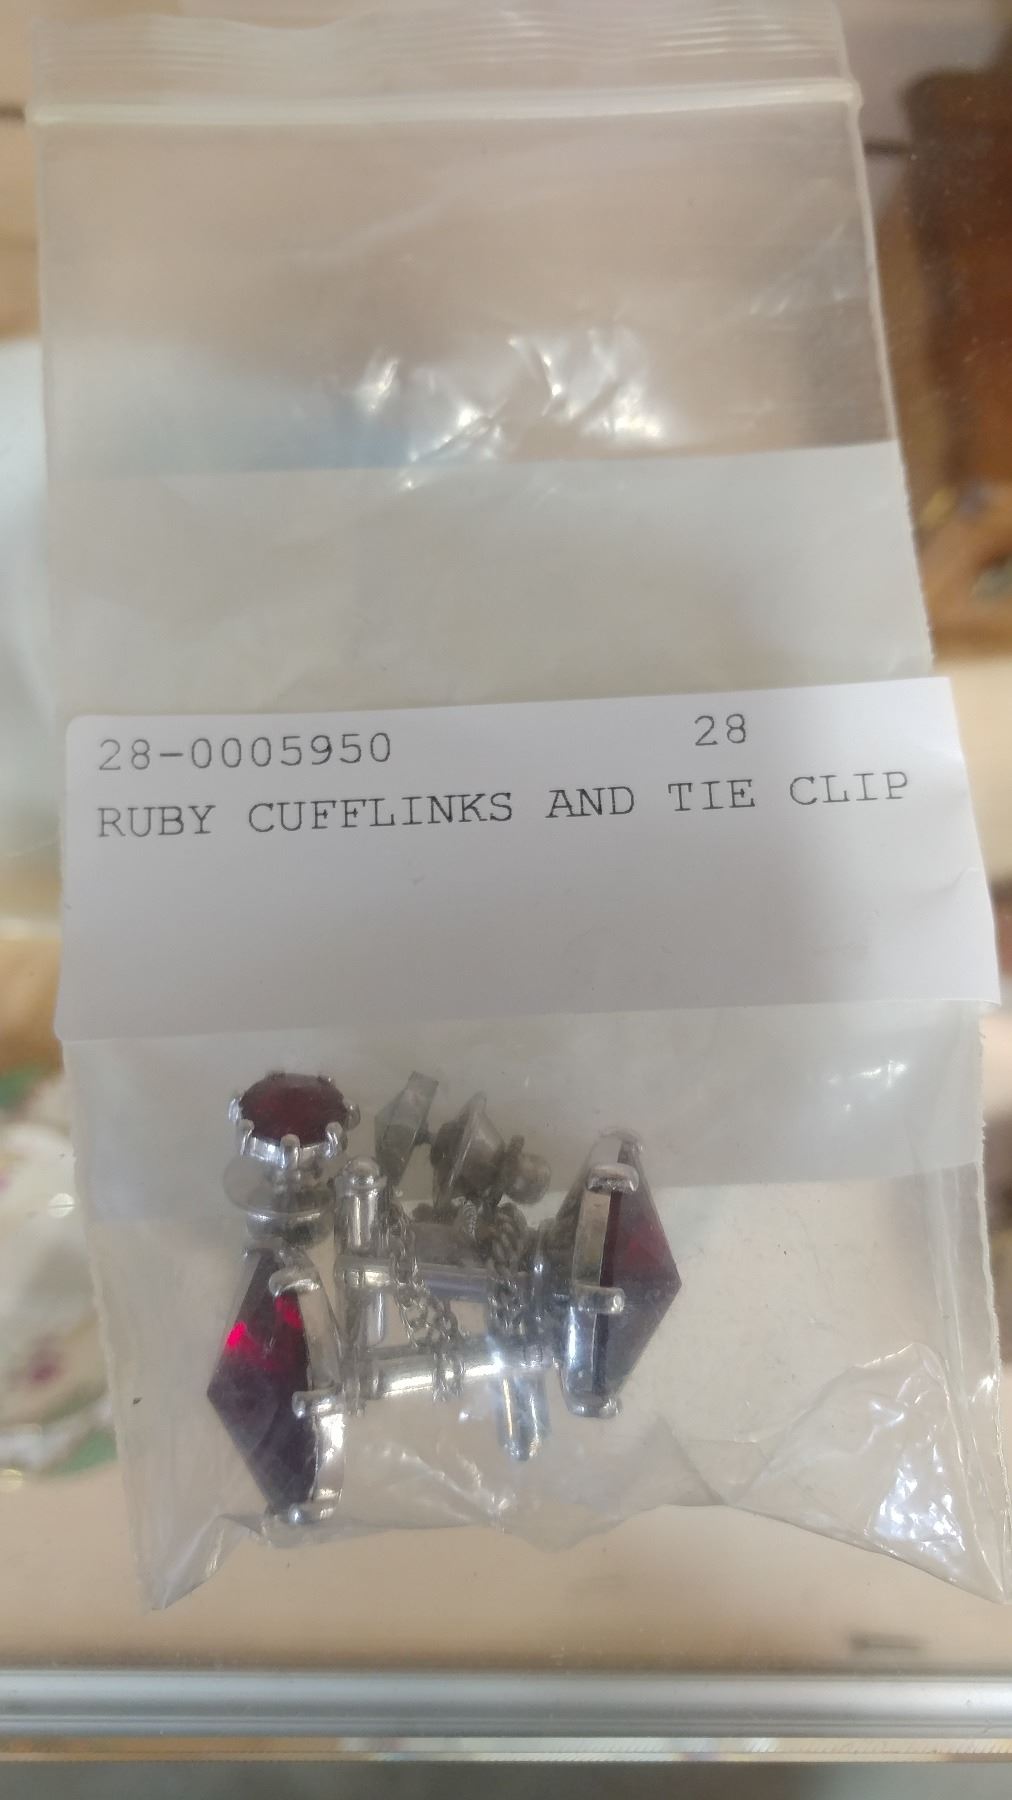 28-0005950 28
RUBY CUFFLINKS AND TIE CLIP